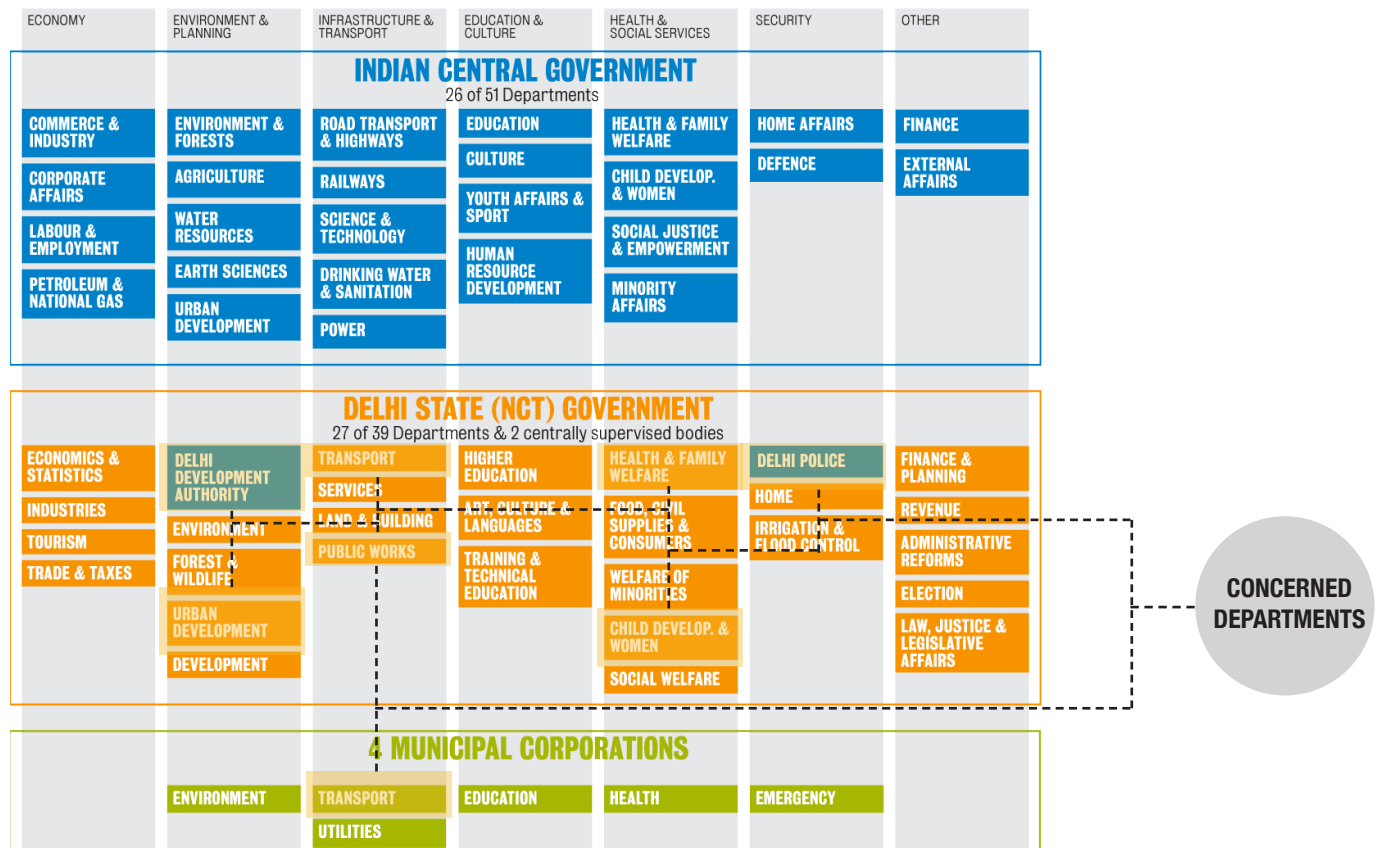 ECONOMY
ENVIRONMENT &
PLANNING
INFRASTRUCTURE &
TRANSPORT
EDUCATION &
CULTURE
HEALTH &
SOCIAL SERVICES
SECURITY
OTHER
INDIAN CENTRAL GOVERNMENT
26 of 51 Departments
COMMERCE &
INDUSTRY
CORPORATE
AFFAIRS
LABOUR &
EMPLOYMENT
PETROLEUM &
NATIONAL GAS
ENVIRONMENT &
FORESTS
AGRICULTURE
WATER
RESOURCES
EARTH SCIENCES
URBAN
DEVELOPMENT
ROAD TRANSPORT
& HIGHWAYS
RAILWAYS
SCIENCE &
TECHNOLOGY
DRINKING WATER
& SANITATION
POWER
EDUCATION
CULTURE
YOUTH AFFAIRS &
SPORT
HUMAN
RESOURCE
DEVELOPMENT
HEALTH & FAMILY
WELFARE
CHILD DEVELOP.
& WOMEN
SOCIAL JUSTICE
& EMPOWERMENT
MINORITY
AFFAIRS
HOME AFFAIRS
DEFENCE
FINANCE
EXTERNAL
AFFAIRS
DELHI STATE (NCT) GOVERNMENT
27 of 39 Departments & 2 centrally supervised bodies
ECONOMICS &
STATISTICS
INDUSTRIES
TOURISM
TRADE & TAXES
DELHI
DEVELOPMENT
AUTHORITY
ENVIRONMENT
FOREST &
WILDLIFE
URBAN
DEVELOPMENT
DEVELOPMENT
TRANSPORT
SERVICES
LAND & BUILDING
PUBLIC WORKS
HIGHER
EDUCATION
ART, CULTURE &
LANGUAGES
TRAINING &
TECHNICAL
EDUCATION
HEALTH & FAMILY
WELFARE
FOOD, CIVIL
SUPPLIES &
CONSUMERS
WELFARE OF
MINORITIES
CHILD DEVELOP. &
WOMEN
SOCIAL WELFARE
DELHI POLICE
HOME
IRRIGATION &
FLOOD CONTROL
FINANCE &
PLANNING
REVENUE
ADMINISTRATIVE
REFORMS
ELECTION
LAW, JUSTICE &
LEGISLATIVE
AFFAIRS
CONCERNED
DEPARTMENTS
4 MUNICIPAL CORPORATIONS
ENVIRONMENT
TRANSPORT
UTILITIES
EDUCATION
HEALTH
EMERGENCY